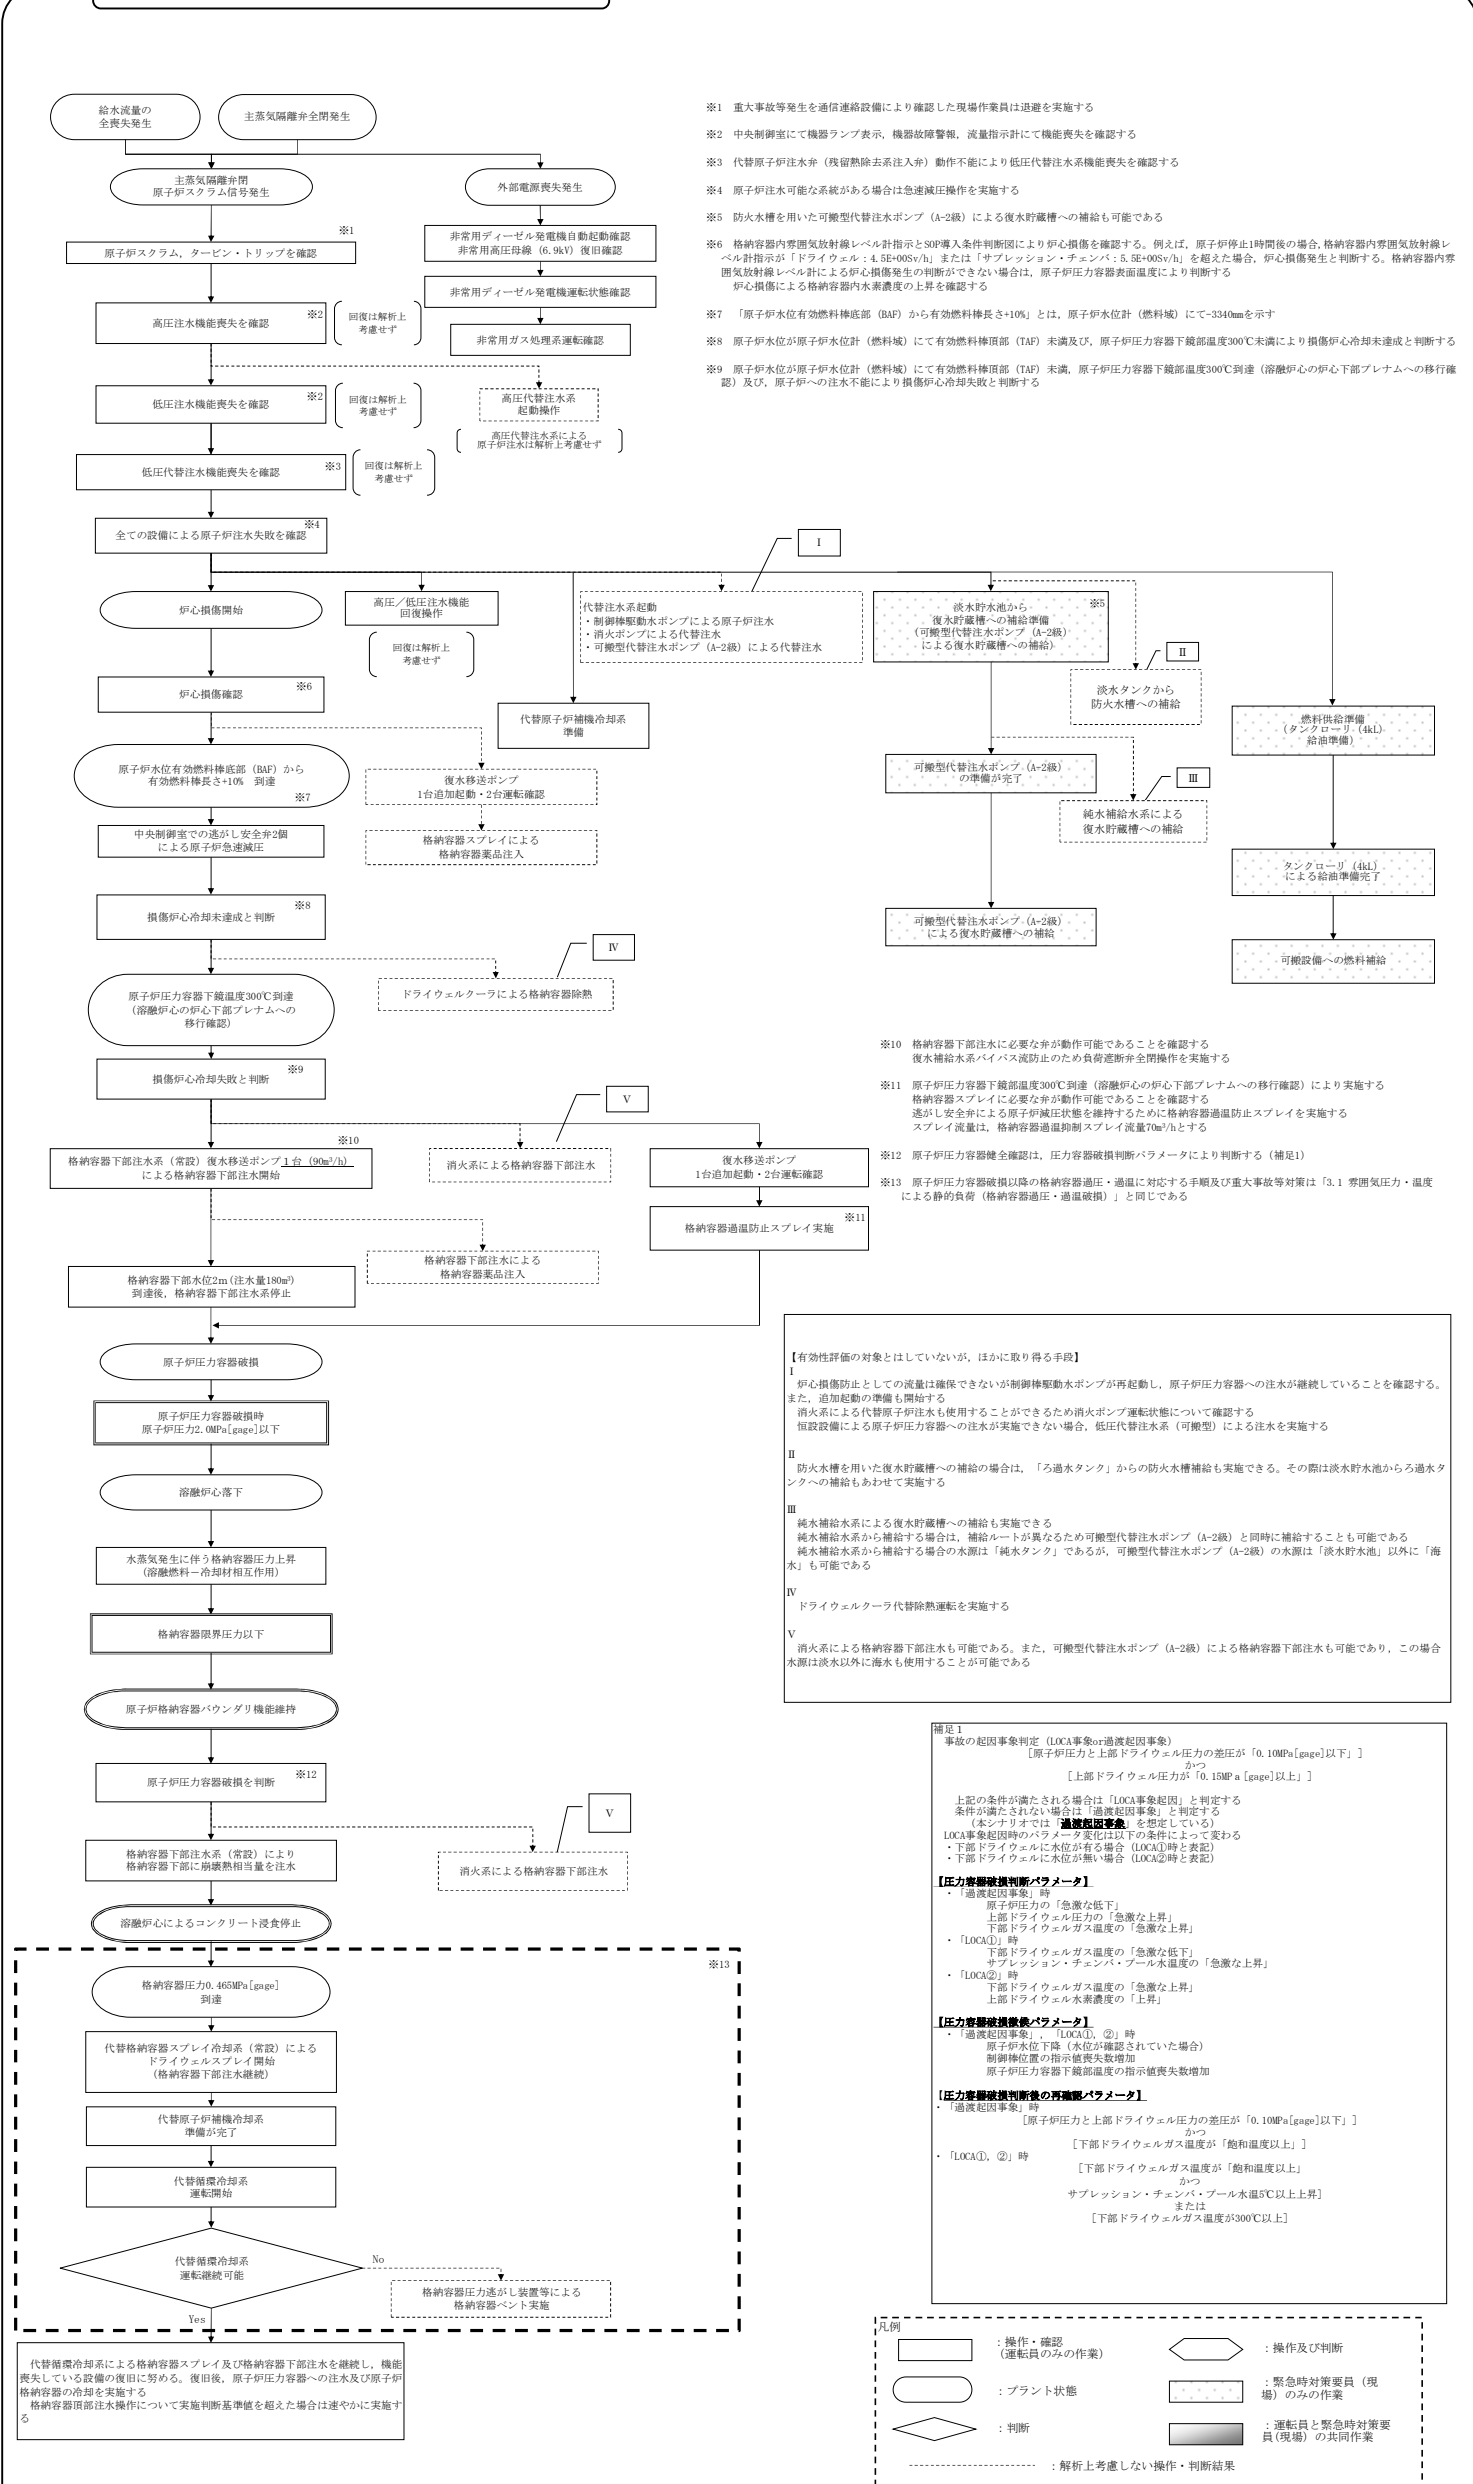 給水流量の
全喪失発生
主蒸気隔離弁全閉発生
主蒸気隔離弁閉
原子炉スクラム信号発生
外部電源喪失発生
※1
原子炉スクラム，タービン・トリップを確認
非常用ディーゼル発電機自動起動確認
非常用高圧母線（6.9kV）復旧確認
非常用ディーゼル発電機運転状態確認
非常用ガス処理系運転確認
高圧注水機能喪失を確認
※2
回復は解析上
考慮せず
低圧注水機能喪失を確認
※2
回復は解析上
考慮せず
高圧代替注水系
起動操作
高圧代替注水系による
原子炉注水は解析上考慮せず
低圧代替注水機能喪失を確認
※3
回復は解析上
考慮せず
全ての設備による原子炉注水失敗を確認
※4
※1　重大事故等発生を通信連絡設備により確認した現場作業員は退避を実施する
※2　中央制御室にて機器ランプ表示，機器故障警報，流量指示計にて機能喪失を確認する
※3　代替原子炉注水弁（残留熱除去系注入弁）動作不能により低圧代替注水系機能喪失を確認する
※4　原子炉注水可能な系統がある場合は急速減圧操作を実施する
※5　防火水槽を用いた可搬型代替注水ポンプ（A-2級）による復水貯蔵槽への補給も可能である
※6　格納容器内雰囲気放射線レベル計指示とSOP導入条件判断図により炉心損傷を確認する。例えば，原子炉停止1時間後の場合，格納容器内雰囲気放射線レ
ベル計指示が「ドライウェル：4.5E+00Sv/h」または「サプレッション・チェンバ：5.5E+00Sv/h」を超えた場合，炉心損傷発生と判断する。格納容器内雰
囲気放射線レベル計による炉心損傷発生の判断ができない場合は，原子炉圧力容器表面温度により判断する
炉心損傷による格納容器内水素濃度の上昇を確認する
※7　「原子炉水位有効燃料棒底部（BAF）から有効燃料棒長さ+10%」とは，原子炉水位計（燃料域）にて-3340mmを示す
※8　原子炉水位が原子炉水位計（燃料域）にて有効燃料棒頂部（TAF）未満及び，原子炉圧力容器下鏡部温度300℃未満により損傷炉心冷却未達成と判断する
※9　原子炉水位が原子炉水位計（燃料域）にて有効燃料棒頂部（TAF）未満，原子炉圧力容器下鏡部温度300℃到達（溶融炉心の炉心下部プレナムへの移行確
認）及び，原子炉への注水不能により損傷炉心冷却失敗と判断する
Ⅰ
炉心損傷開始
高圧／低圧注水機能
回復操作
回復は解析上
考慮せず
代替注水系起動
・制御棒駆動水ポンプによる原子炉注水
・消火ポンプによる代替注水
・可搬型代替注水ポンプ（A-2級）による代替注水
淡水貯水池から
復水貯蔵槽への補給準備
（可搬型代替注水ポンプ（A-2級）
による復水貯蔵槽への補給）
※5
Ⅱ
淡水タンクから
防火水槽への補給
炉心損傷確認
※6
代替原子炉補機冷却系
準備
燃料供給準備
（タンクローリ（4kL）
給油準備）
原子炉水位有効燃料棒底部（BAF）から
有効燃料棒長さ+10%　到達
※7
復水移送ポンプ
1台追加起動・2台運転確認
可搬型代替注水ポンプ（A-2級）
の準備が完了
Ⅲ
純水補給水系による
復水貯蔵槽への補給
中央制御室での逃がし安全弁2個
による原子炉急速減圧
格納容器スプレイによる
格納容器薬品注入
タンクローリ（4kL）
による給油準備完了
損傷炉心冷却未達成と判断
※8
可搬型代替注水ポンプ（A-2級）
による復水貯蔵槽への補給
可搬設備への燃料補給
Ⅳ
ドライウェルクーラによる格納容器除熱
原子炉圧力容器下鏡温度300℃到達
（溶融炉心の炉心下部プレナムへの
移行確認）
損傷炉心冷却失敗と判断
※9
Ⅴ
※10
格納容器下部注水系（常設）復水移送ポンプ１台（90m³/h）
による格納容器下部注水開始
消火系による格納容器下部注水
復水移送ポンプ
1台追加起動・2台運転確認
格納容器過温防止スプレイ実施
※11
格納容器下部注水による
格納容器薬品注入
格納容器下部水位2m（注水量180m³）
到達後，格納容器下部注水系停止
※10　格納容器下部注水に必要な弁が動作可能であることを確認する
復水補給水系バイパス流防止のため負荷遮断弁全閉操作を実施する
※11　原子炉圧力容器下鏡部温度300℃到達（溶融炉心の炉心下部プレナムへの移行確認）により実施する
格納容器スプレイに必要な弁が動作可能であることを確認する
逃がし安全弁による原子炉減圧状態を維持するために格納容器過温防止スプレイを実施する
スプレイ流量は，格納容器過温抑制スプレイ流量70m³/hとする
※12　原子炉圧力容器健全確認は，圧力容器破損判断パラメータにより判断する（補足1）
※13　原子炉圧力容器破損以降の格納容器過圧・過温に対応する手順及び重大事故等対策は「3.1 雰囲気圧力・温度
による静的負荷（格納容器過圧・過温破損）」と同じである
原子炉圧力容器破損
原子炉圧力容器破損時
原子炉圧力2.0MPa[gage]以下
溶融炉心落下
水蒸気発生に伴う格納容器圧力上昇
（溶融燃料－冷却材相互作用）
格納容器限界圧力以下
原子炉格納容器バウンダリ機能維持
原子炉圧力容器破損を判断
※12
Ⅴ
消火系による格納容器下部注水
格納容器下部注水系（常設）により
格納容器下部に崩壊熱相当量を注水
溶融炉心によるコンクリート浸食停止
【有効性評価の対象とはしていないが，ほかに取り得る手段】
Ⅰ
炉心損傷防止としての流量は確保できないが制御棒駆動水ポンプが再起動し，原子炉圧力容器への注水が継続していることを確認する。
また，追加起動の準備も開始する
消火系による代替原子炉注水も使用することができるため消火ポンプ運転状態について確認する
恒設設備による原子炉圧力容器への注水が実施できない場合，低圧代替注水系（可搬型）による注水を実施する
Ⅱ
防火水槽を用いた復水貯蔵槽への補給の場合は，「ろ過水タンク」からの防火水槽補給も実施できる。その際は淡水貯水池からろ過水タ
ンクへの補給もあわせて実施する
Ⅲ
純水補給水系による復水貯蔵槽への補給も実施できる
純水補給水系から補給する場合は，補給ルートが異なるため可搬型代替注水ポンプ（A-2級）と同時に補給することも可能である
純水補給水系から補給する場合の水源は「純水タンク」であるが，可搬型代替注水ポンプ（A-2級）の水源は「淡水貯水池」以外に「海
水」も可能である
Ⅳ
ドライウェルクーラ代替除熱運転を実施する
Ⅴ
消火系による格納容器下部注水も可能である。また，可搬型代替注水ポンプ（A-2級）による格納容器下部注水も可能であり，この場合
水源は淡水以外に海水も使用することが可能である
補足１
事故の起因事象判定（LOCA事象or過渡起因事象）
[原子炉圧力と上部ドライウェル圧力の差圧が「0.10MPa[gage]以下」]
かつ
[上部ドライウェル圧力が「0.15MPa[gage]以上」]
上記の条件が満たされる場合は「LOCA事象起因」と判定する
条件が満たされない場合は「過渡起因事象」と判定する
（本シナリオでは「過渡起因事象」を想定している）
LOCA事象起因時のパラメータ変化は以下の条件によって変わる
・下部ドライウェルに水位が有る場合（LOCA①時と表記）
・下部ドライウェルに水位が無い場合（LOCA②時と表記）
【圧力容器破損判断パラメータ】
・「過渡起因事象」時
原子炉圧力の「急激な低下」
上部ドライウェル圧力の「急激な上昇」
下部ドライウェルガス温度の「急激な上昇」
・「LOCA①」時
下部ドライウェルガス温度の「急激な低下」
サプレッション・チェンバ・プール水温度の「急激な上昇」
・「LOCA②」時
下部ドライウェルガス温度の「急激な上昇」
上部ドライウェル水素濃度の「上昇」
【圧力容器破損徴候パラメータ】
・「過渡起因事象」，「LOCA①，②」時
原子炉水位下降（水位が確認されていた場合）
制御棒位置の指示値喪失数増加
原子炉圧力容器下鏡部温度の指示値喪失数増加
【圧力容器破損判断後の再確認パラメータ】
・「過渡起因事象」時
[原子炉圧力と上部ドライウェル圧力の差圧が「0.10MPa[gage]以下」]
かつ
[下部ドライウェルガス温度が「飽和温度以上」]
・「LOCA①，②」時
[下部ドライウェルガス温度が「飽和温度以上」
かつ
サプレッション・チェンバ・プール水温5℃以上上昇]
または
[下部ドライウェルガス温度が300℃以上]
※13
格納容器圧力0.465MPa[gage]
到達
代替格納容器スプレイ冷却系（常設）による
ドライウェルスプレイ開始
（格納容器下部注水継続）
代替原子炉補機冷却系
準備が完了
代替循環冷却系
運転開始
代替循環冷却系
運転継続可能
No
格納容器圧力逃がし装置等による
格納容器ベント実施
Yes
代替循環冷却系による格納容器スプレイ及び格納容器下部注水を継続し，機能
喪失している設備の復旧に努める。復旧後，原子炉圧力容器への注水及び原子炉
格納容器の冷却を実施する
格納容器頂部注水操作について実施判断基準値を超えた場合は速やかに実施す
る
凡例
：操作・確認
（運転員のみの作業）
：操作及び判断
：プラント状態
：緊急時対策要員（現
場）のみの作業
：判断
：運転員と緊急時対策要
員(現場）の共同作業
：解析上考慮しない操作・判断結果